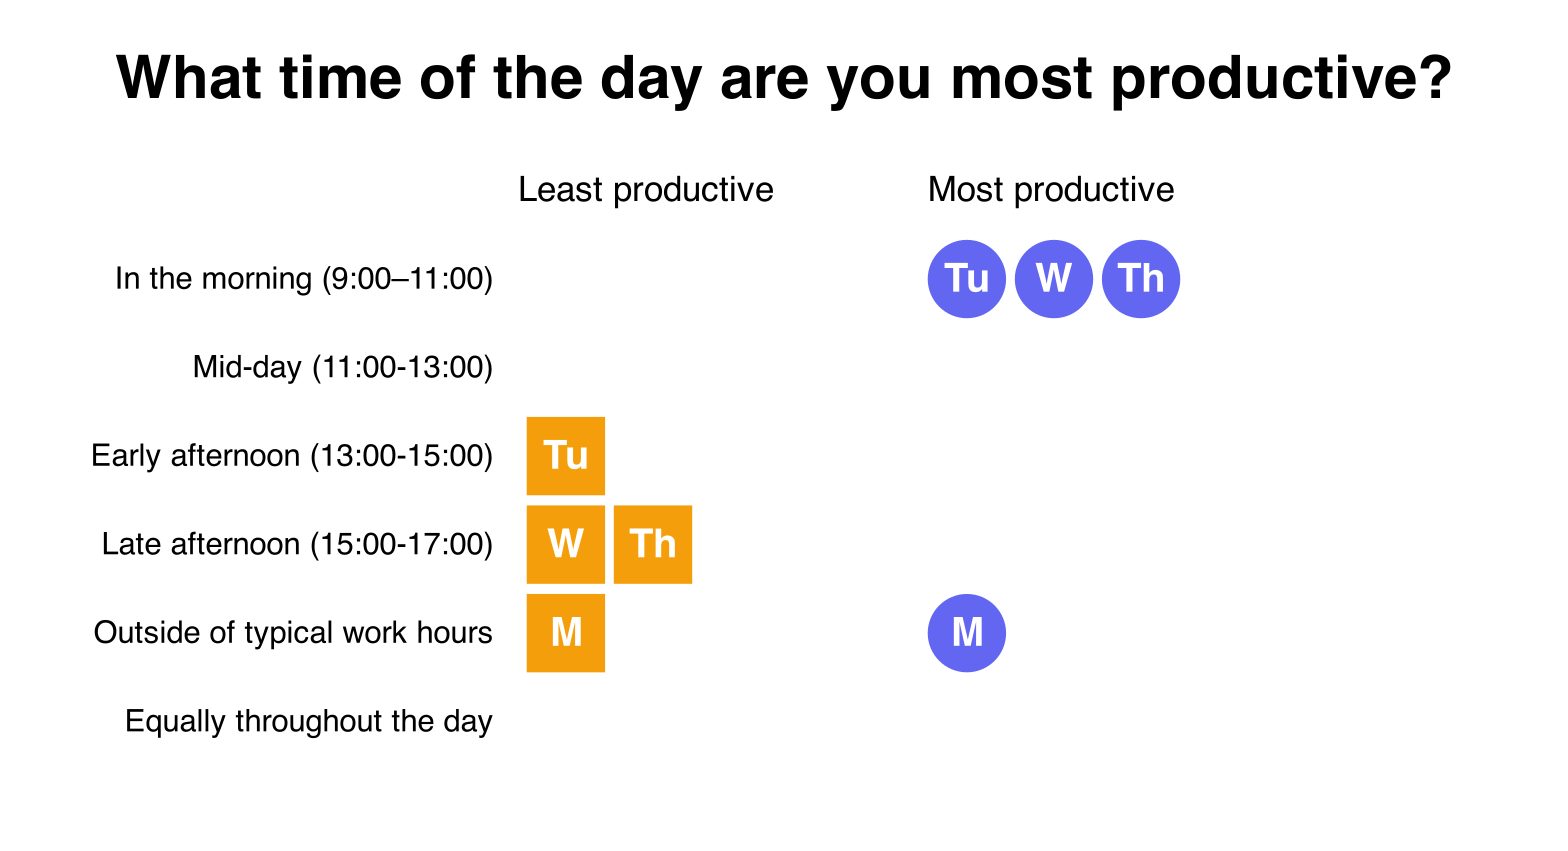 What time of the day are you most productive?
Least productive Most productive
In the morning (9:00–11:00) Tu W Th
Mid-day (11:00-13:00)
Early afternoon (13:00-15:00) Tu
Late afternoon (15:00-17:00) W Th
Outside of typical work hours M M
Equally throughout the day